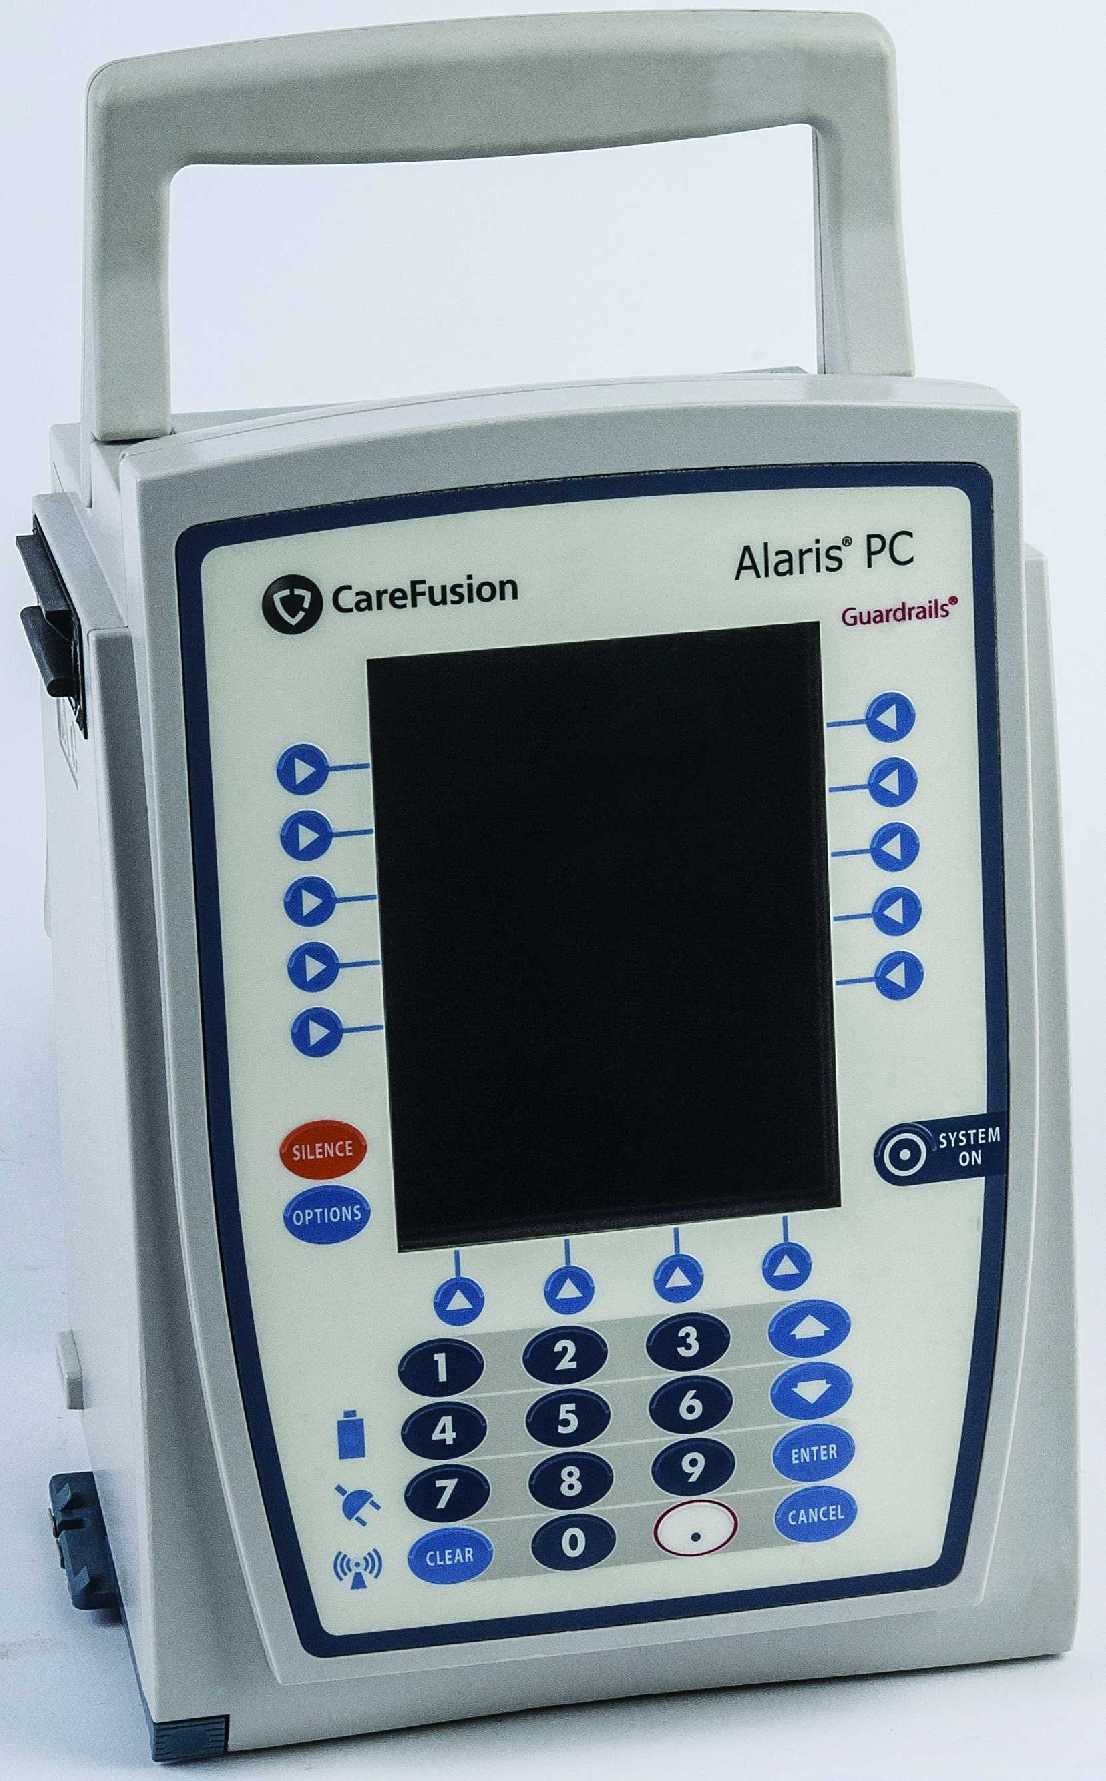 CareFusion
Alaris® PC
Guardrails®
SILENCE
OPTIONS
SYSTEM
ON
1 2 3
4 5 6
7 8 9
ENTER
CLEAR 0 .
CANCEL